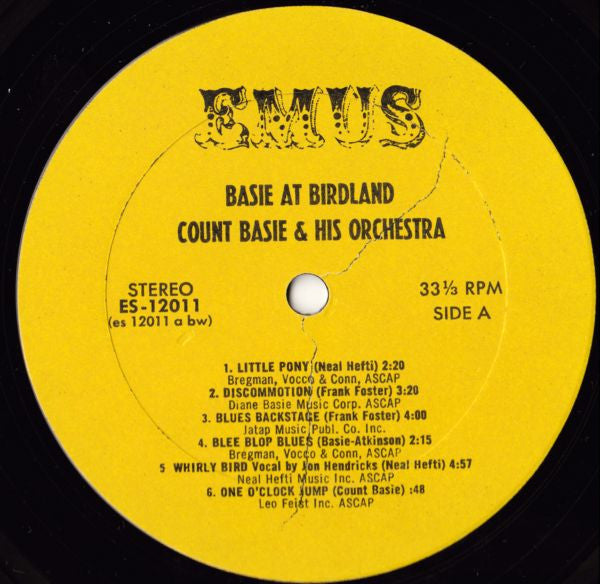 EMUS
BASIE AT BIRDLAND
COUNT BASIE & HIS ORCHESTRA
STEREO
ES-12011
(es 12011 a bw)
33⅓ RPM
SIDE A
1. LITTLE PONY (Neal Hefti) 2:20
Bregman, Vocco & Conn, ASCAP
2. DISCOMMOTION (Frank Foster) 3:20
Diane Basie Music Corp. ASCAP
3. BLUES BACKSTAGE (Frank Foster) 4:00
Jatap Music Publ. Co. Inc.
4. BLEE BLOP BLUES (Basie-Atkinson) 2:15
Bregman, Vocco & Conn, ASCAP
5 WHIRLY BIRD Vocal by Jon Hendricks (Neal Hefti) 4:57
Neal Hefti Music Inc. ASCAP
6. ONE O'CLOCK JUMP (Count Basie) :48
Leo Feist Inc. ASCAP